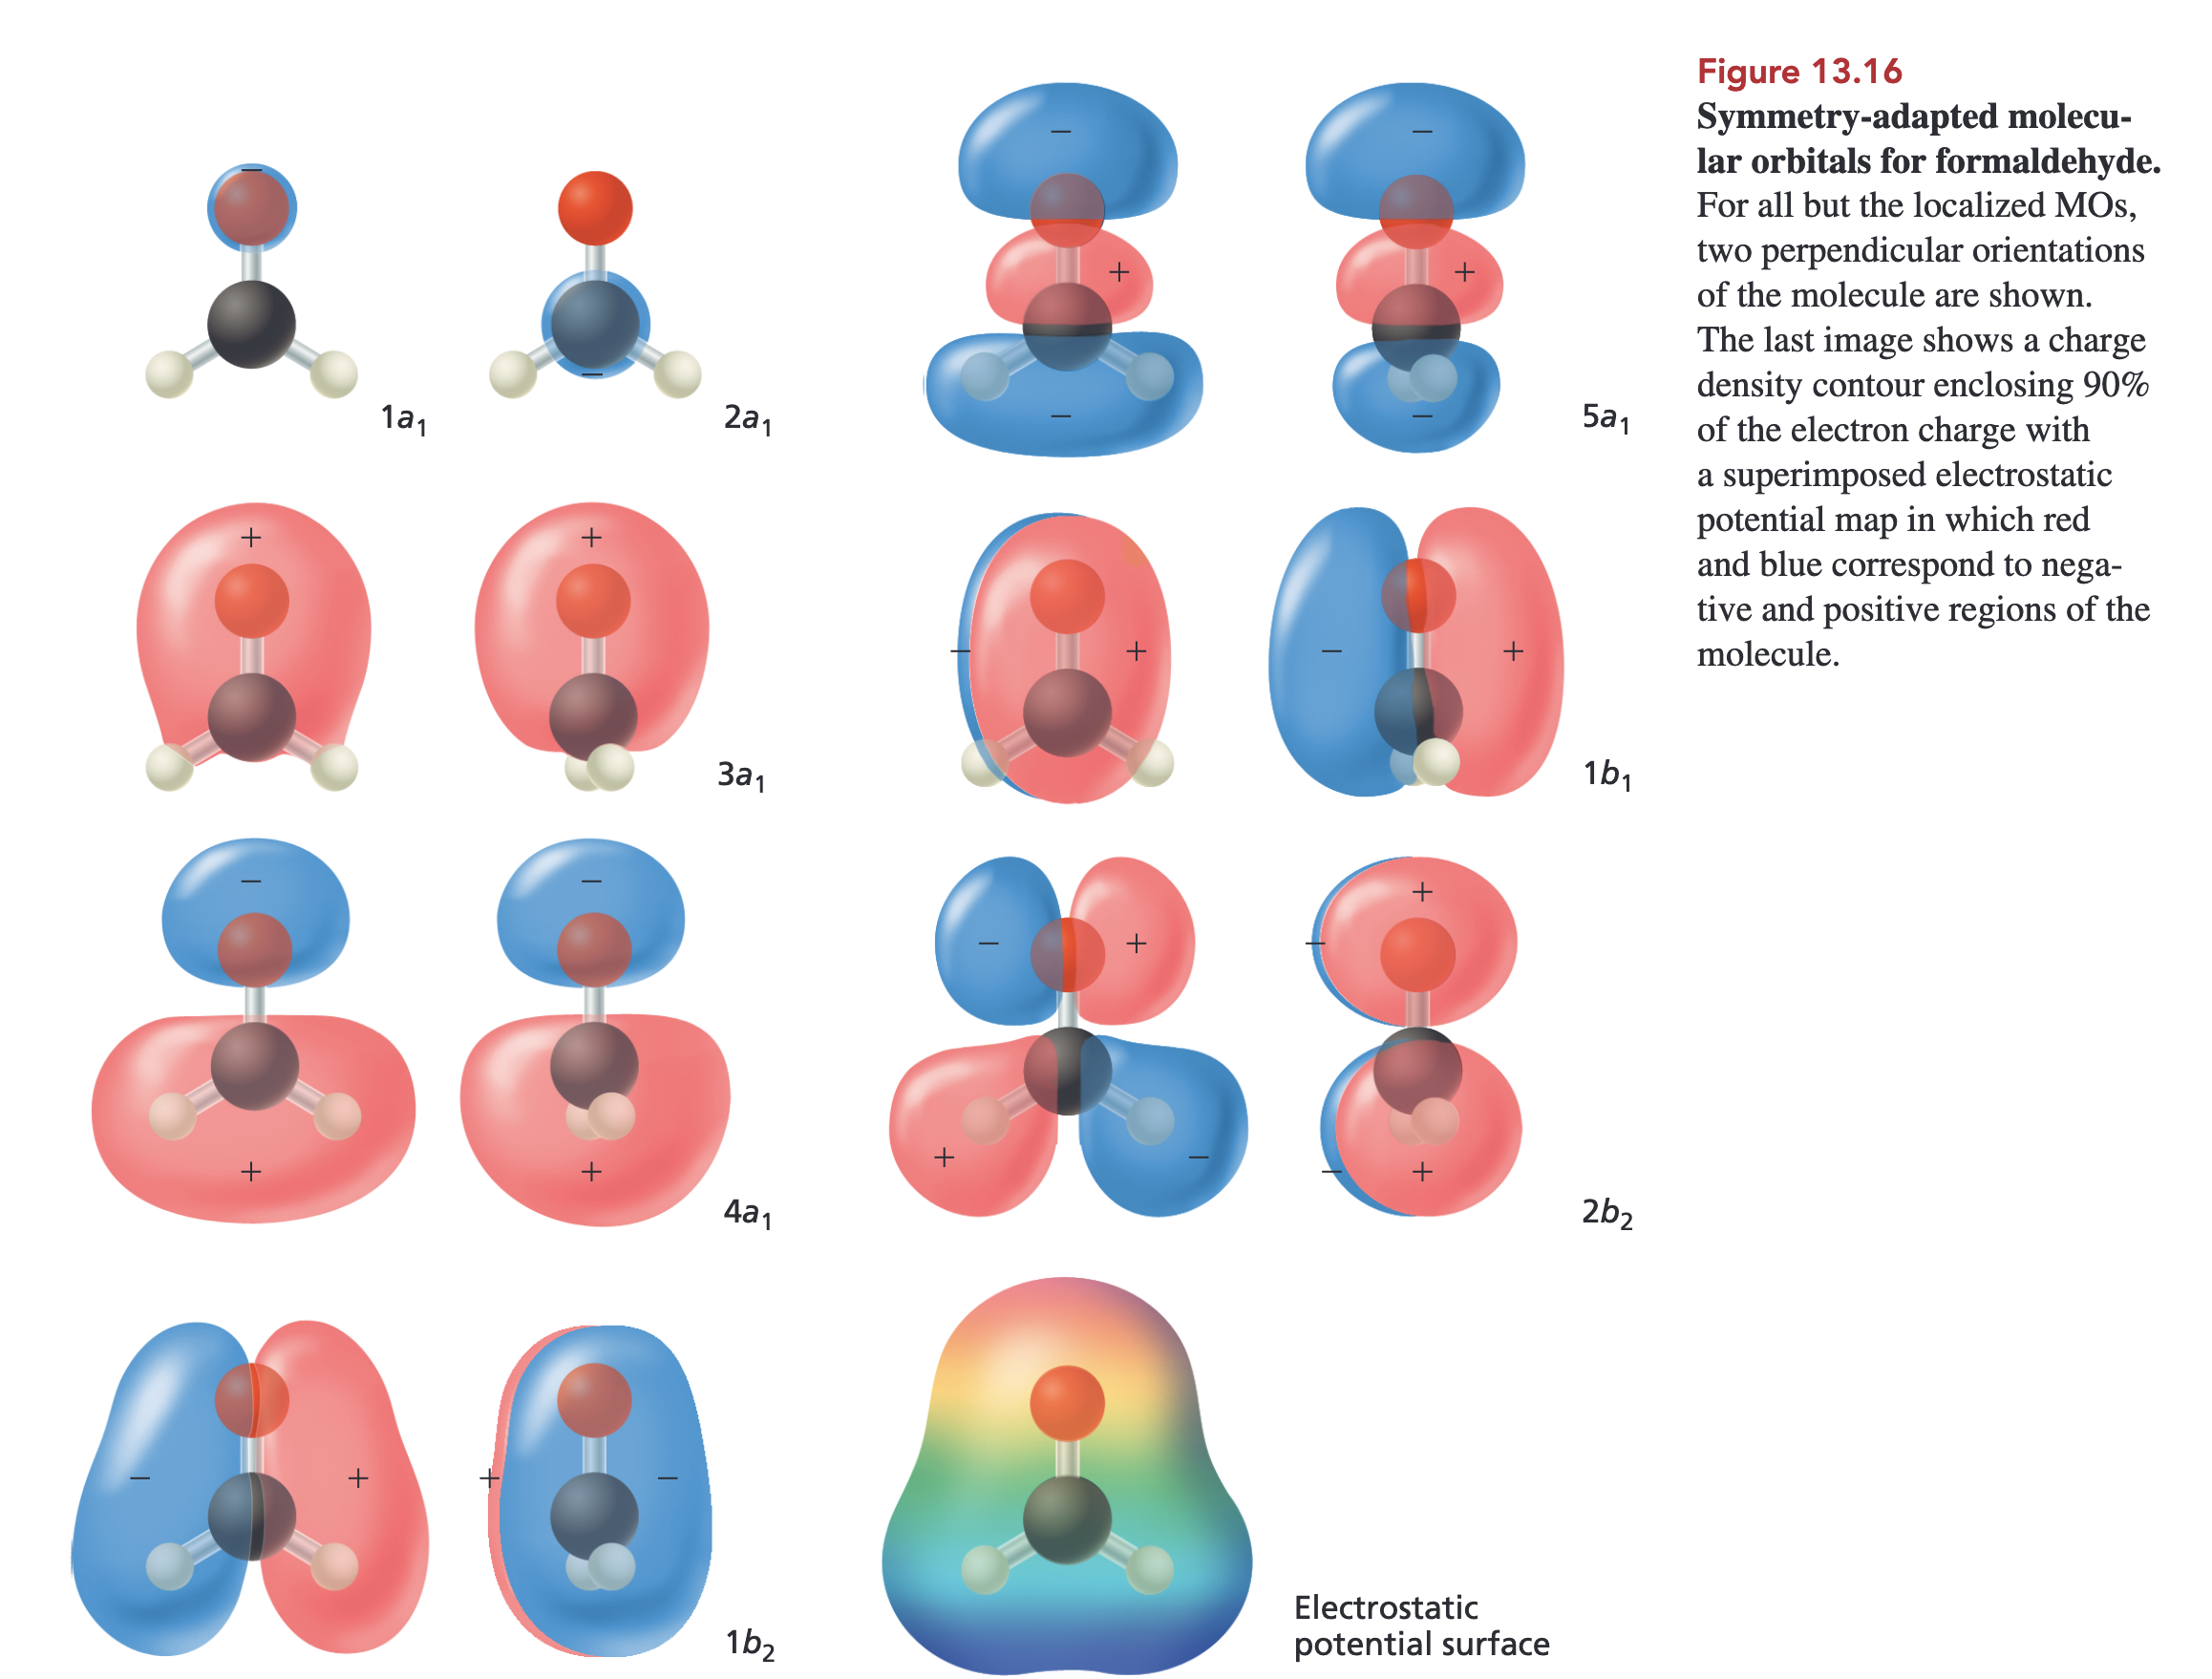 Figure 13.16
Symmetry-adapted molecu-
lar orbitals for formaldehyde.
For all but the localized MOs,
two perpendicular orientations
of the molecule are shown.
The last image shows a charge
density contour enclosing 90%
of the electron charge with
a superimposed electrostatic
potential map in which red
and blue correspond to nega-
tive and positive regions of the
molecule.
−
−
1a₁
2a₁
− −
+ +
− −
5a₁
+ +
3a₁
− + − +
1b₁
− −
+ +
4a₁
− + − +
+ − − +
2b₂
− + + −
1b₂
Electrostatic
potential surface